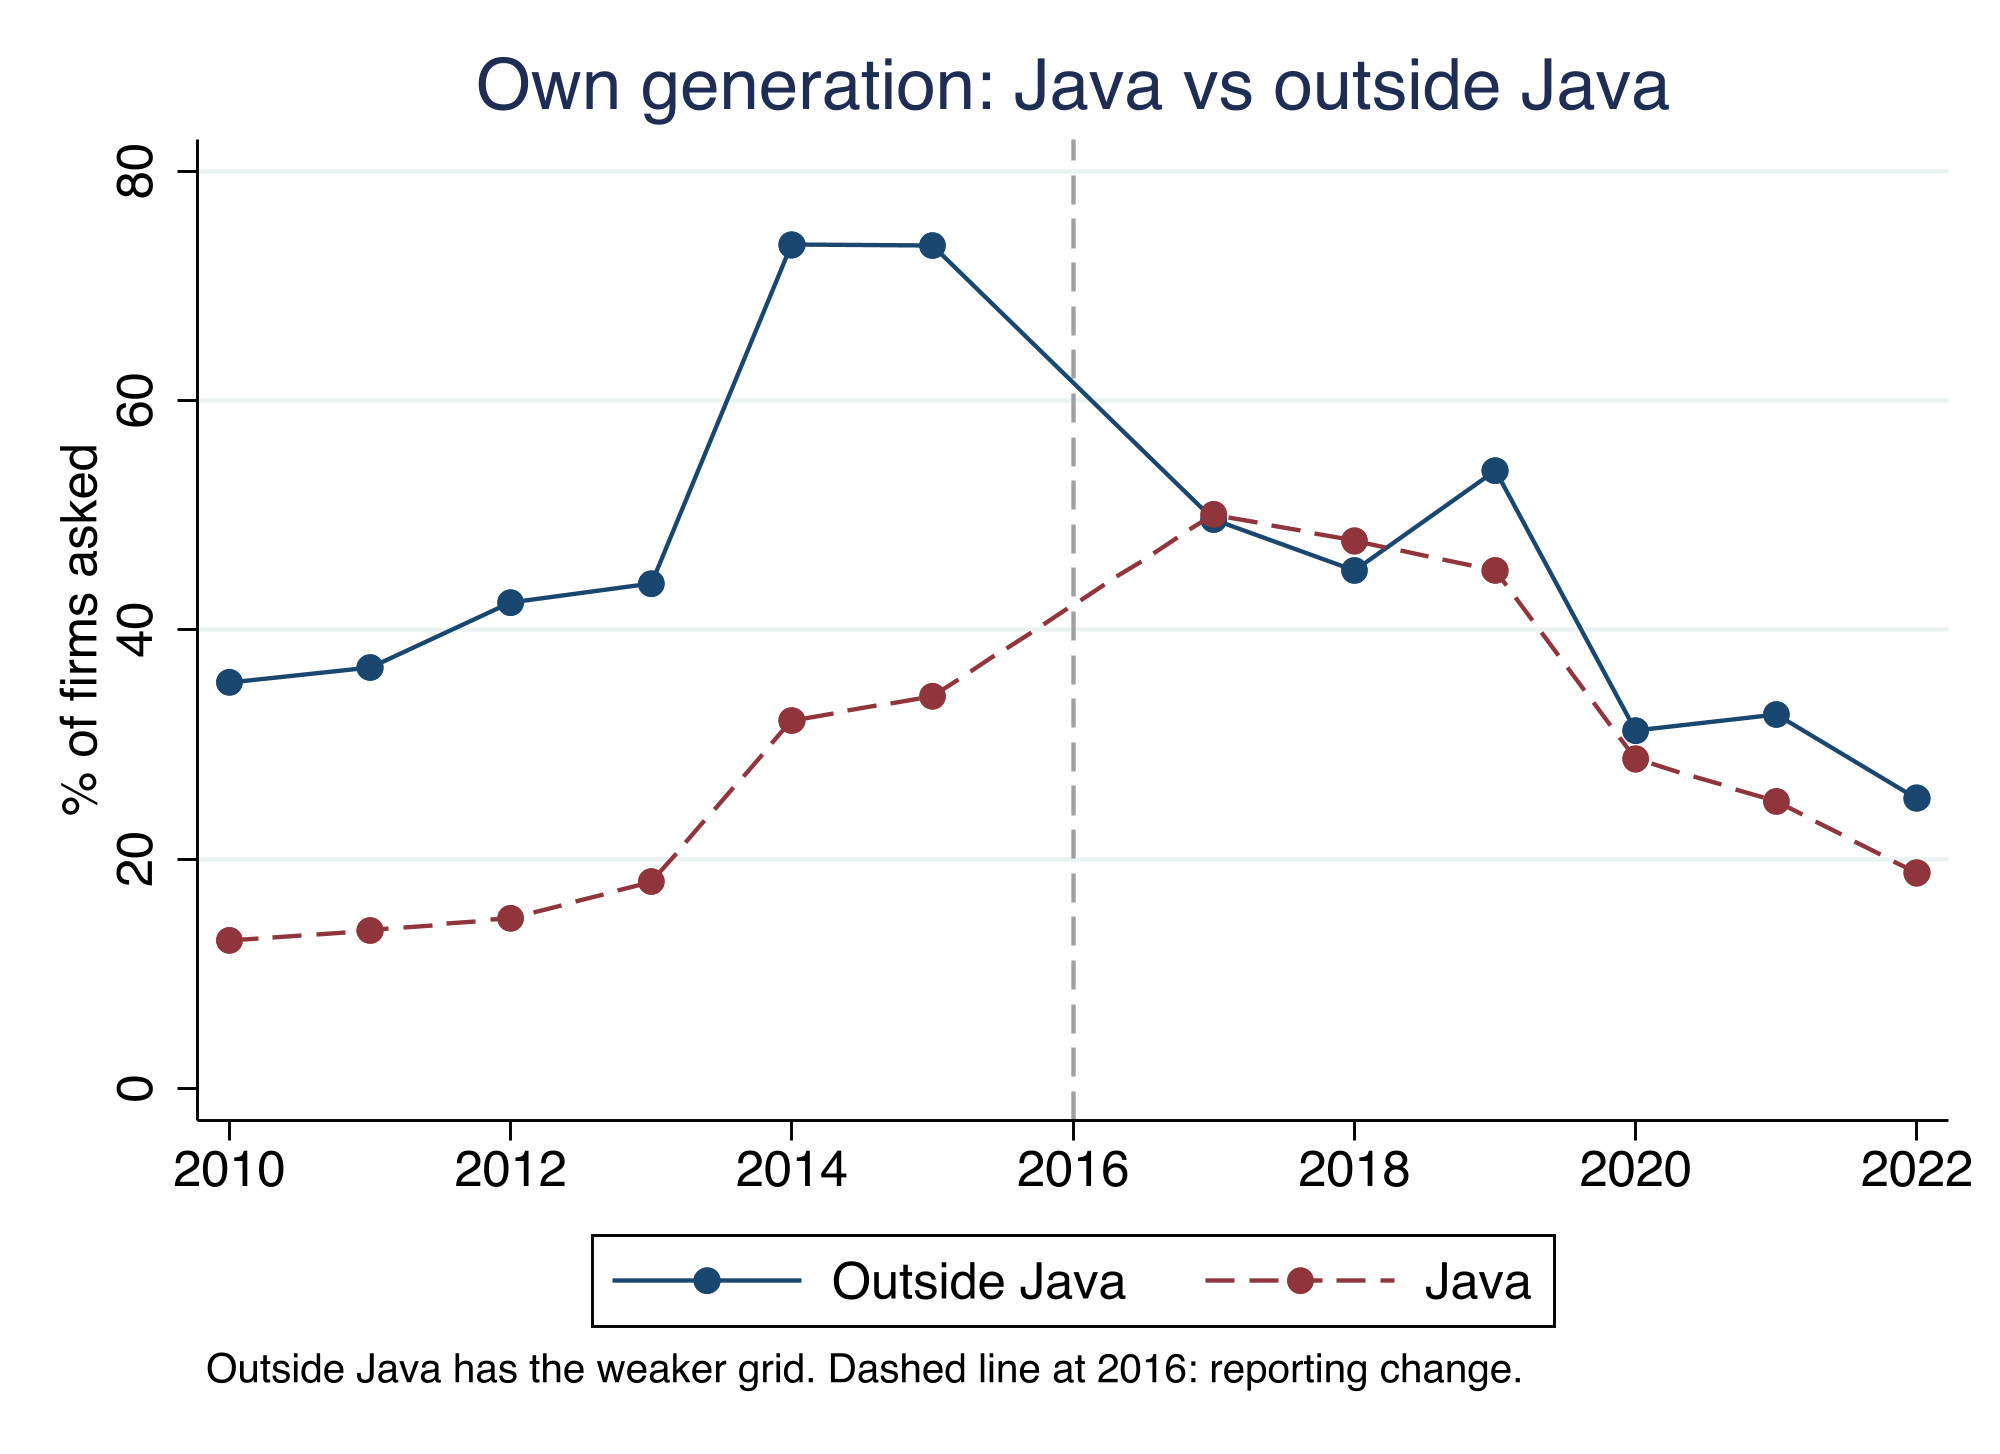 Own generation: Java vs outside Java
% of firms asked
80
60
40
20
0
2010 2012 2014 2016 2018 2020 2022
Outside Java Java
Outside Java has the weaker grid. Dashed line at 2016: reporting change.